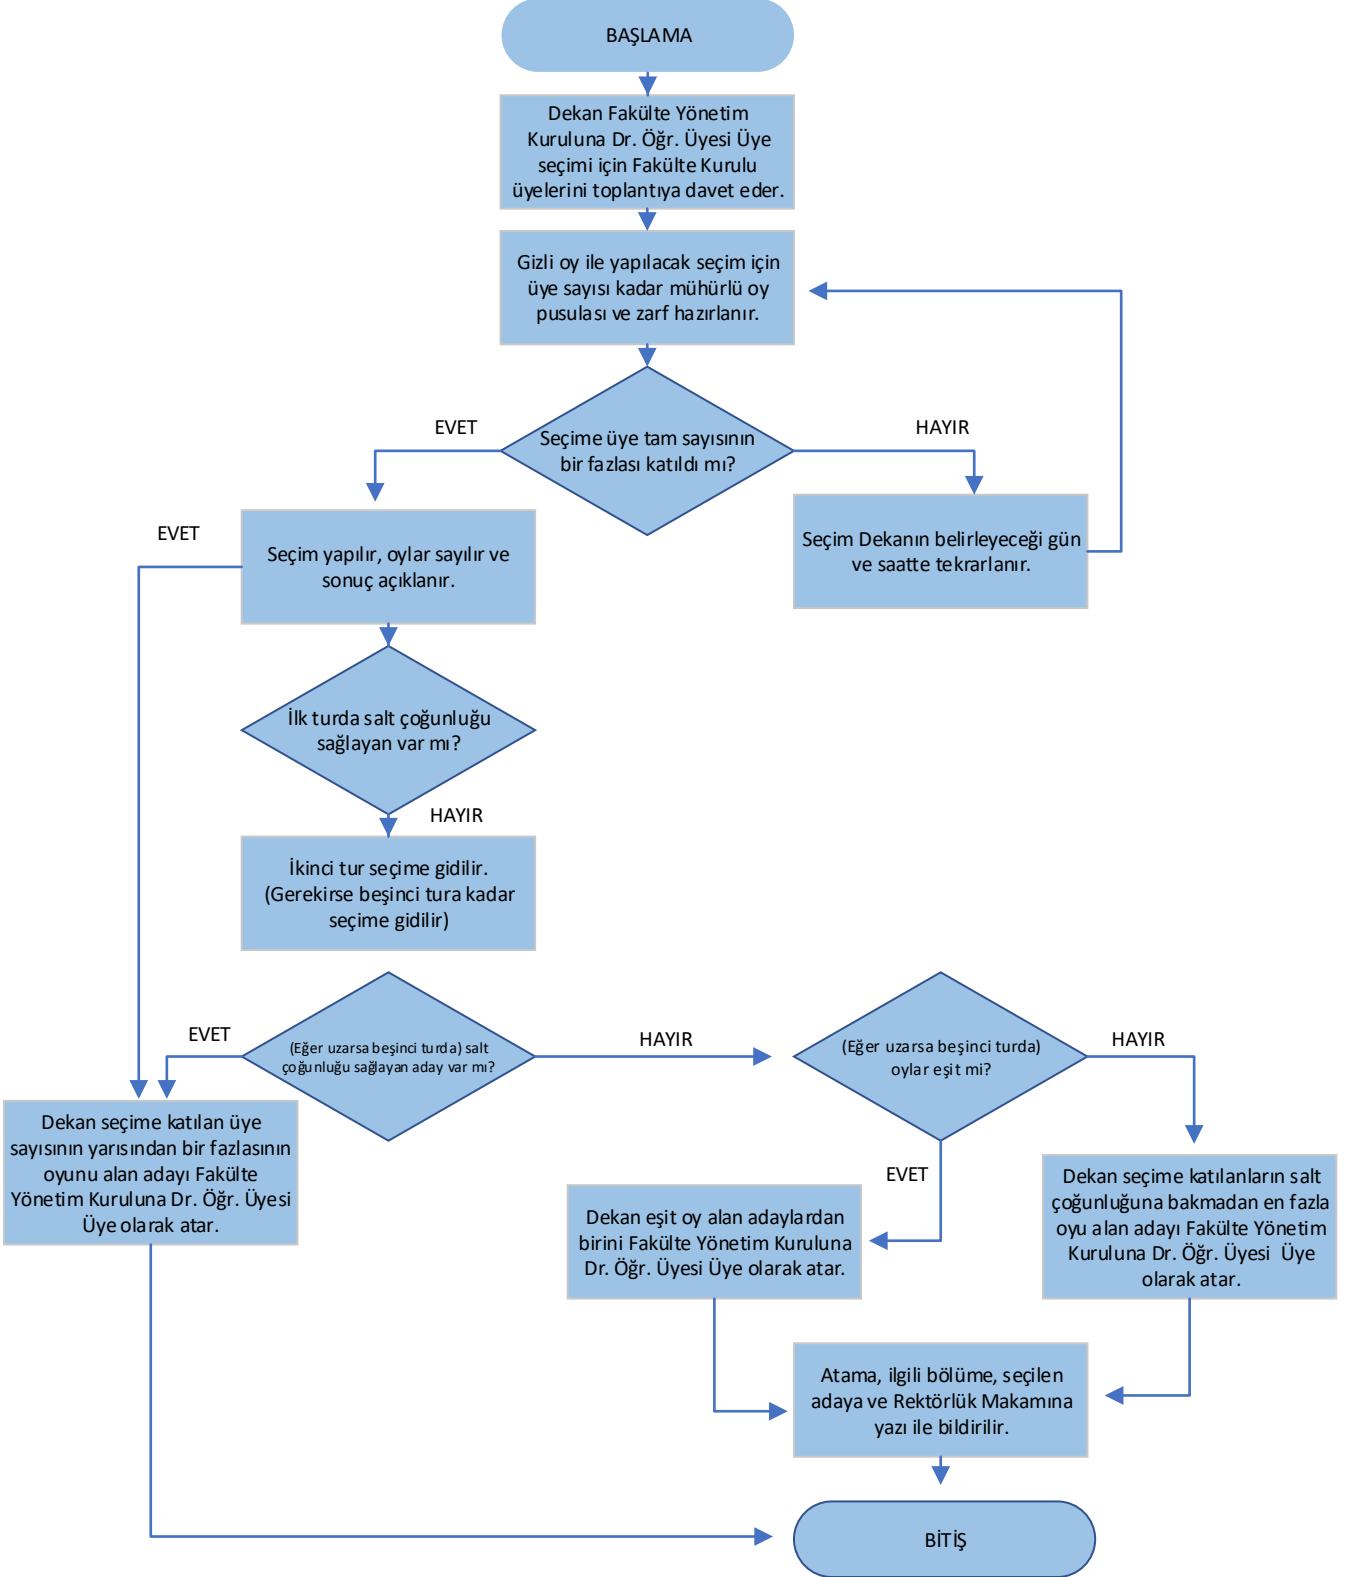 BAŞLAMA
Dekan Fakülte Yönetim
Kuruluna Dr. Öğr. Üyesi Üye
seçimi için Fakülte Kurulu
üyelerini toplantıya davet eder.
Gizli oy ile yapılacak seçim için
üye sayısı kadar mühürlü oy
pusulası ve zarf hazırlanır.
EVET
HAYIR
Seçime üye tam sayısının
bir fazlası katıldı mı?
Seçim Dekanın belirleyeceği gün
ve saatte tekrarlanır.
EVET
Seçim yapılır, oylar sayılır ve
sonuç açıklanır.
İlk turda salt çoğunluğu
sağlayan var mı?
HAYIR
İkinci tur seçime gidilir.
(Gerekirse beşinci tura kadar
seçime gidilir)
EVET
(Eğer uzarsa beşinci turda) salt
çoğunluğu sağlayan aday var mı?
HAYIR
(Eğer uzarsa beşinci turda)
oylar eşit mi?
HAYIR
EVET
Dekan seçime katılan üye
sayısının yarısından bir fazlasının
oyunu alan adayı Fakülte
Yönetim Kuruluna Dr. Öğr. Üyesi
Üye olarak atar.
Dekan eşit oy alan adaylardan
birini Fakülte Yönetim Kuruluna
Dr. Öğr. Üyesi Üye olarak atar.
Dekan seçime katılanların salt
çoğunluğuna bakmadan en fazla
oyu alan adayı Fakülte Yönetim
Kuruluna Dr. Öğr. Üyesi Üye
olarak atar.
Atama, ilgili bölüme, seçilen
adaya ve Rektörlük Makamına
yazı ile bildirilir.
BİTİŞ